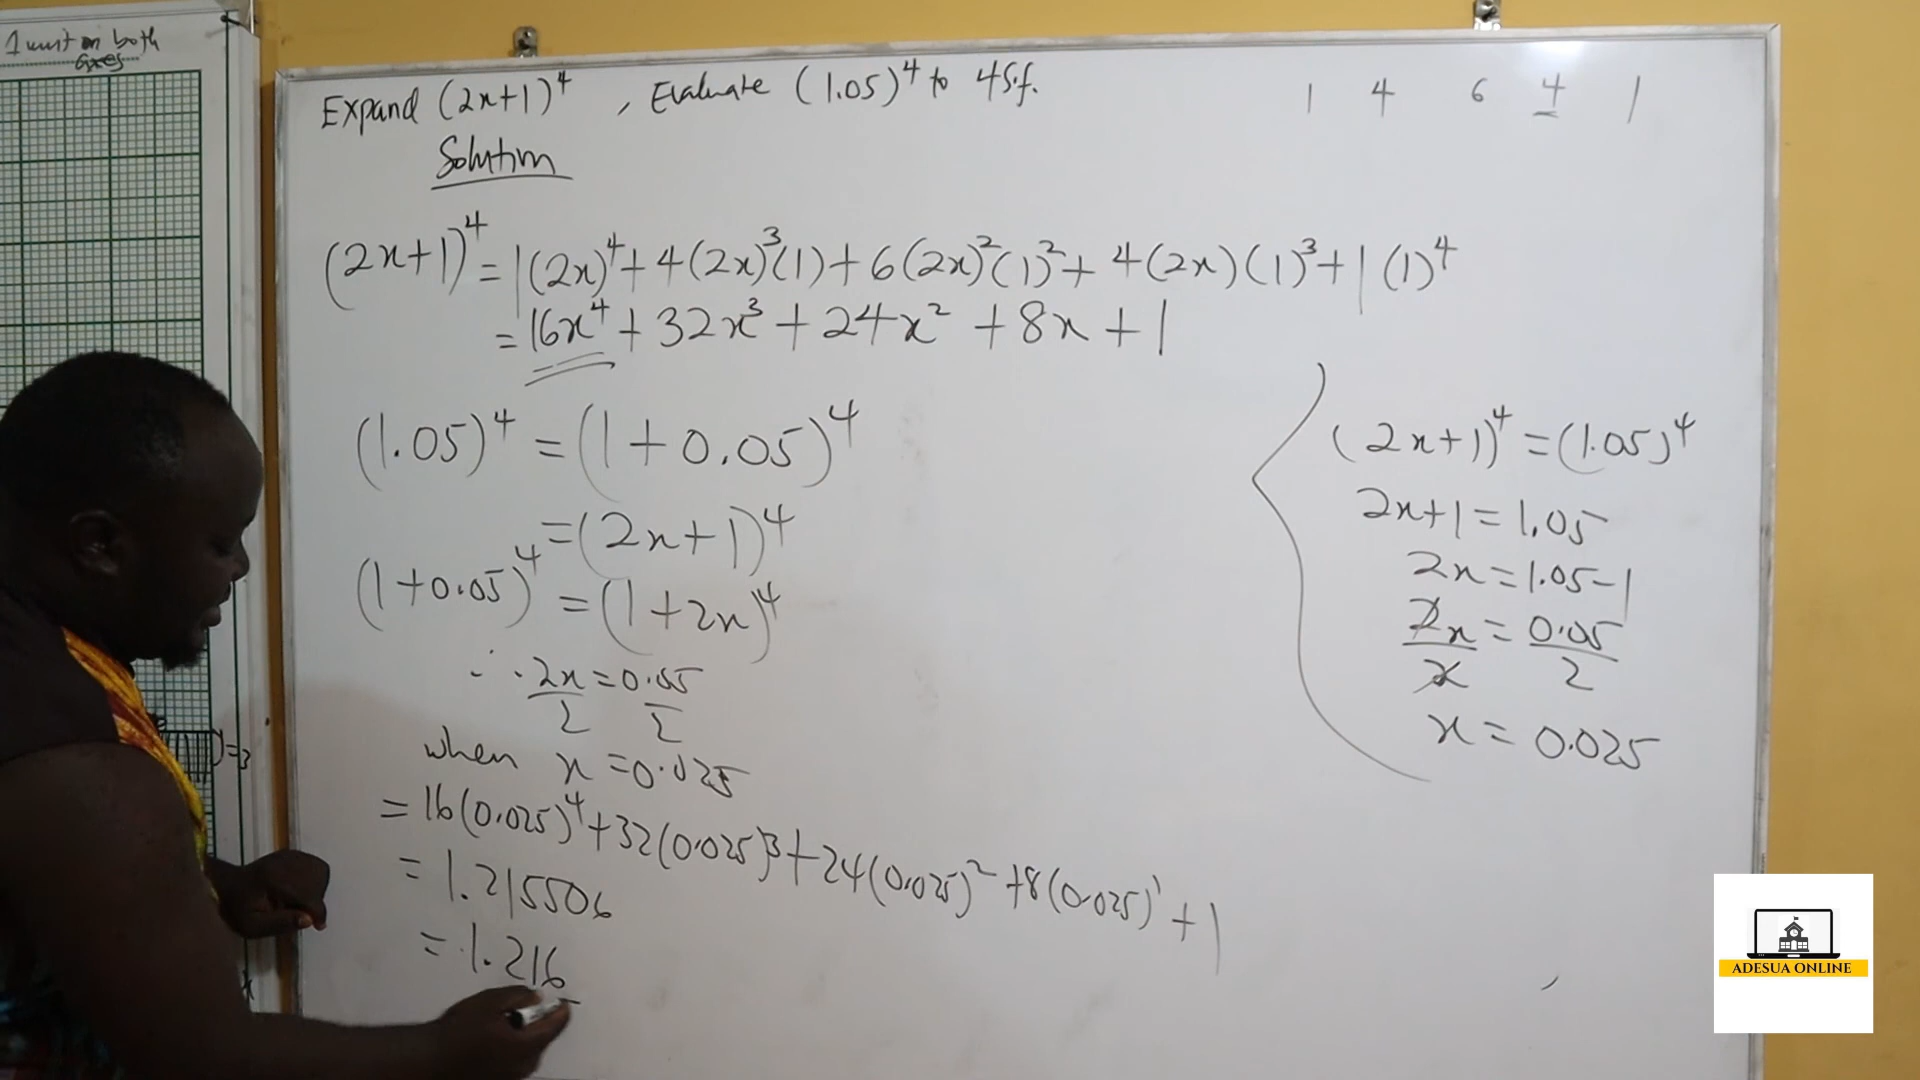 1 unit on both
axes
Expand (2x+1)⁴ , Evaluate (1.05)⁴ to 4 S.f.
1 4 6 4 1
Solution
(2x+1)⁴ = 1(2x)⁴ + 4(2x)³(1) + 6(2x)²(1)² + 4(2x)(1)³ + 1(1)⁴
= 16x⁴ + 32x³ + 24x² + 8x + 1
(1.05)⁴ = (1 + 0.05)⁴
= (2x+1)⁴
(1+0.05)⁴ = (1+2x)⁴
∴ 2x/2 = 0.05/2
when x = 0.025
= 16(0.025)⁴ + 32(0.025)³ + 24(0.025)² + 8(0.025)¹ + 1
= 1.215506
= 1.216
(2x+1)⁴ = (1.05)⁴
2x+1 = 1.05
2x = 1.05-1
2x/2 = 0.05/2
x = 0.025
=3
ADESUA ONLINE